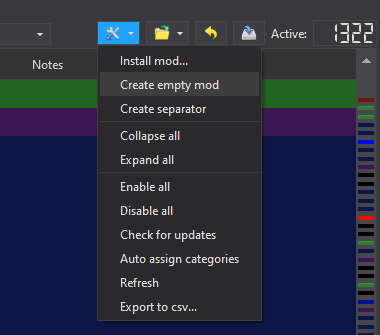 Active: 1322
Notes
Install mod...
Create empty mod
Create separator
Collapse all
Expand all
Enable all
Disable all
Check for updates
Auto assign categories
Refresh
Export to csv...